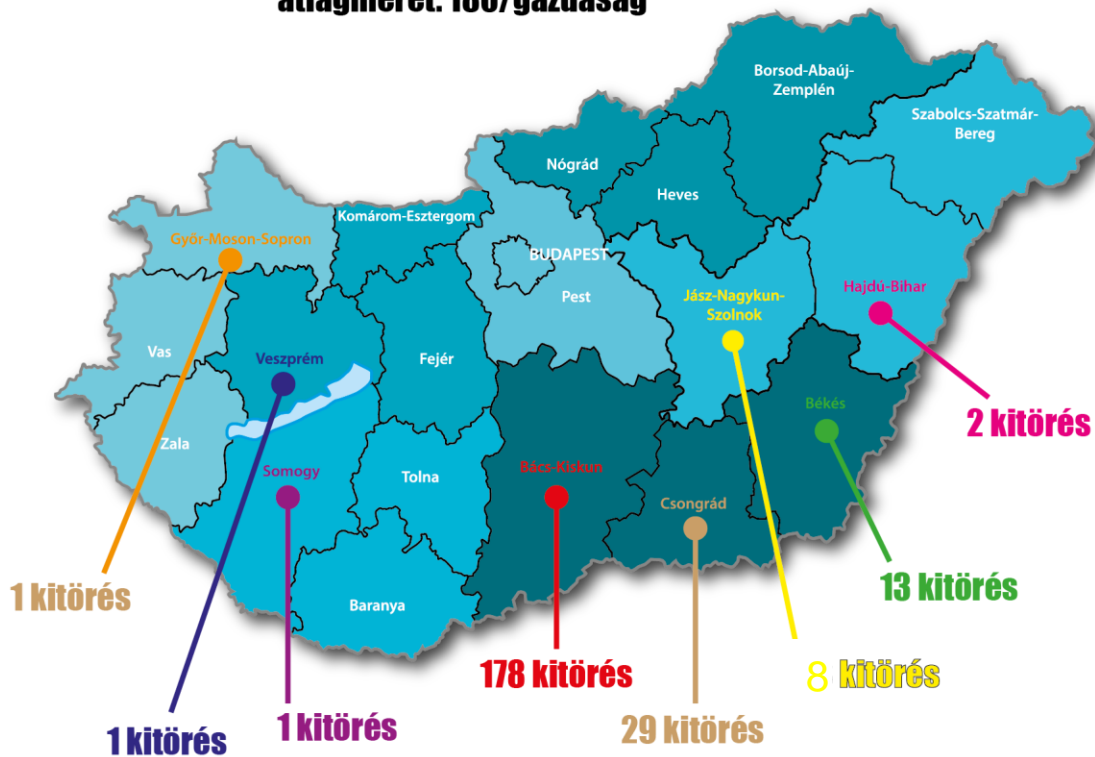 Borsod-Abaúj-
Zemplén
Szabolcs-Szatmár-
Bereg
Nógrád
Heves
Komárom-Esztergom
Győr-Moson-Sopron
BUDAPEST
Pest
Jász-Nagykun-
Szolnok
Hajdú-Bihar
Vas
Veszprém
Fejér
Békés
2 kitörés
Zala
Somogy
Tolna
Bács-Kiskun
Csongrád
1 kitörés
Baranya
13 kitörés
178 kitörés
8 kitörés
1 kitörés
1 kitörés
29 kitörés